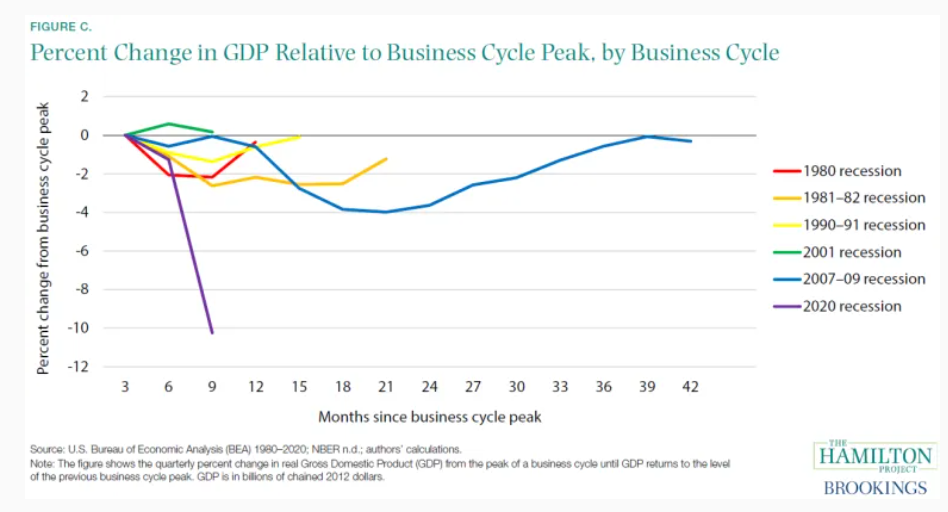 FIGURE C.
Percent Change in GDP Relative to Business Cycle Peak, by Business Cycle
Percent change from business cycle peak
2
0
-2
-4
-6
-8
-10
-12
3 6 9 12 15 18 21 24 27 30 33 36 39 42
Months since business cycle peak
1980 recession
1981–82 recession
1990–91 recession
2001 recession
2007–09 recession
2020 recession
Source: U.S. Bureau of Economic Analysis (BEA) 1980–2020; NBER n.d.; authors' calculations.
Note: The figure shows the quarterly percent change in real Gross Domestic Product (GDP) from the peak of a business cycle until GDP returns to the level
of the previous business cycle peak. GDP is in billions of chained 2012 dollars.
THE
HAMILTON
PROJECT
BROOKINGS